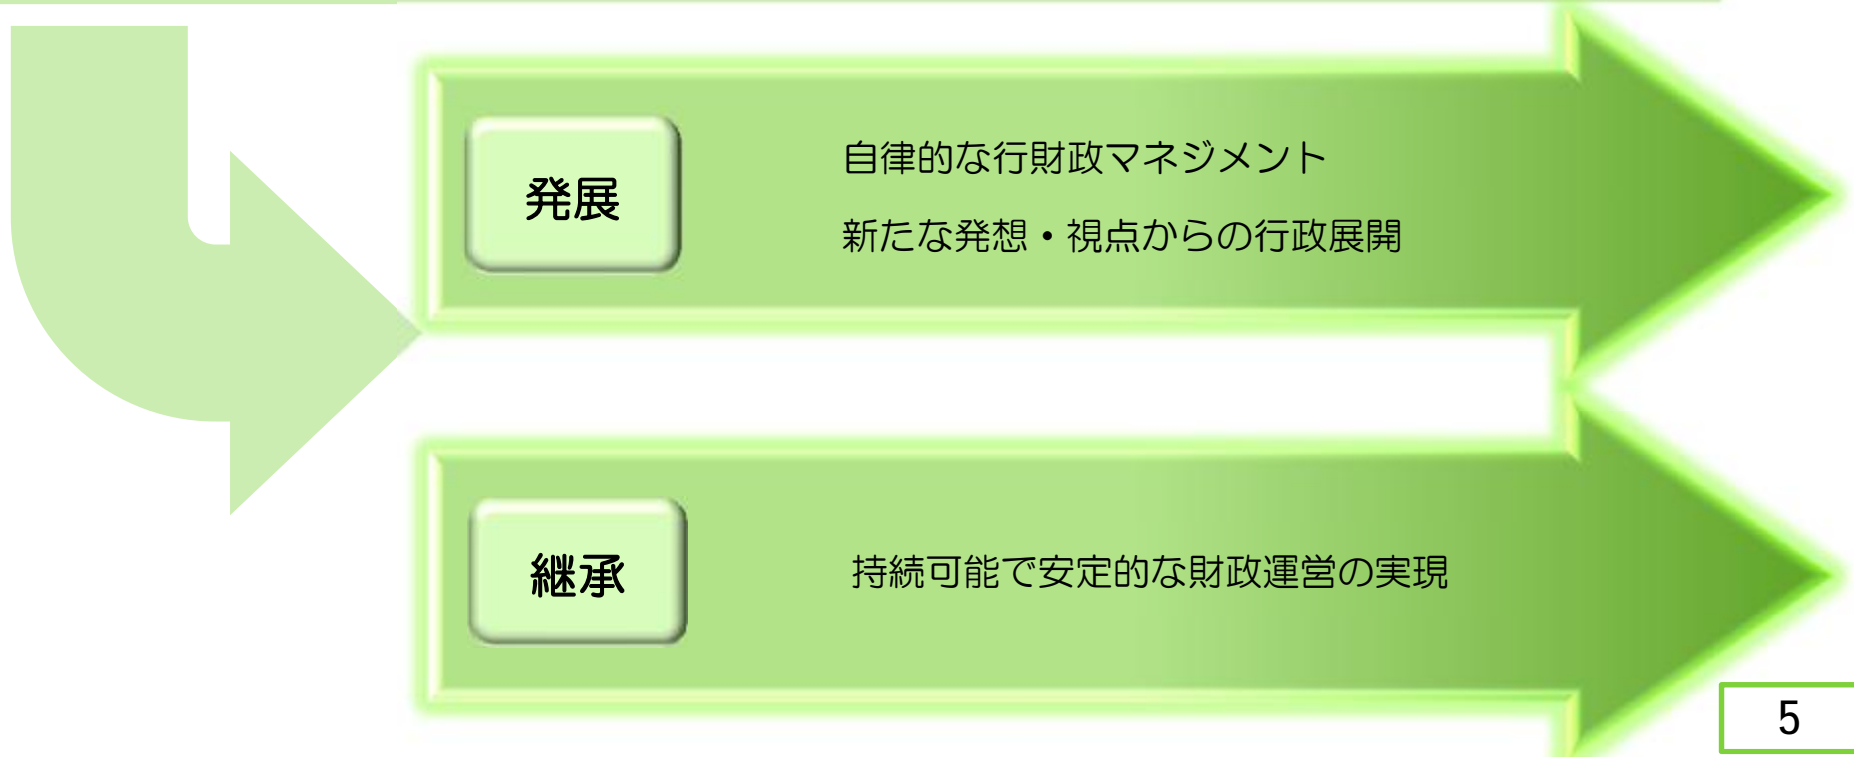 発展
自律的な行財政マネジメント
新たな発想・視点からの行政展開
継承
持続可能で安定的な財政運営の実現
5